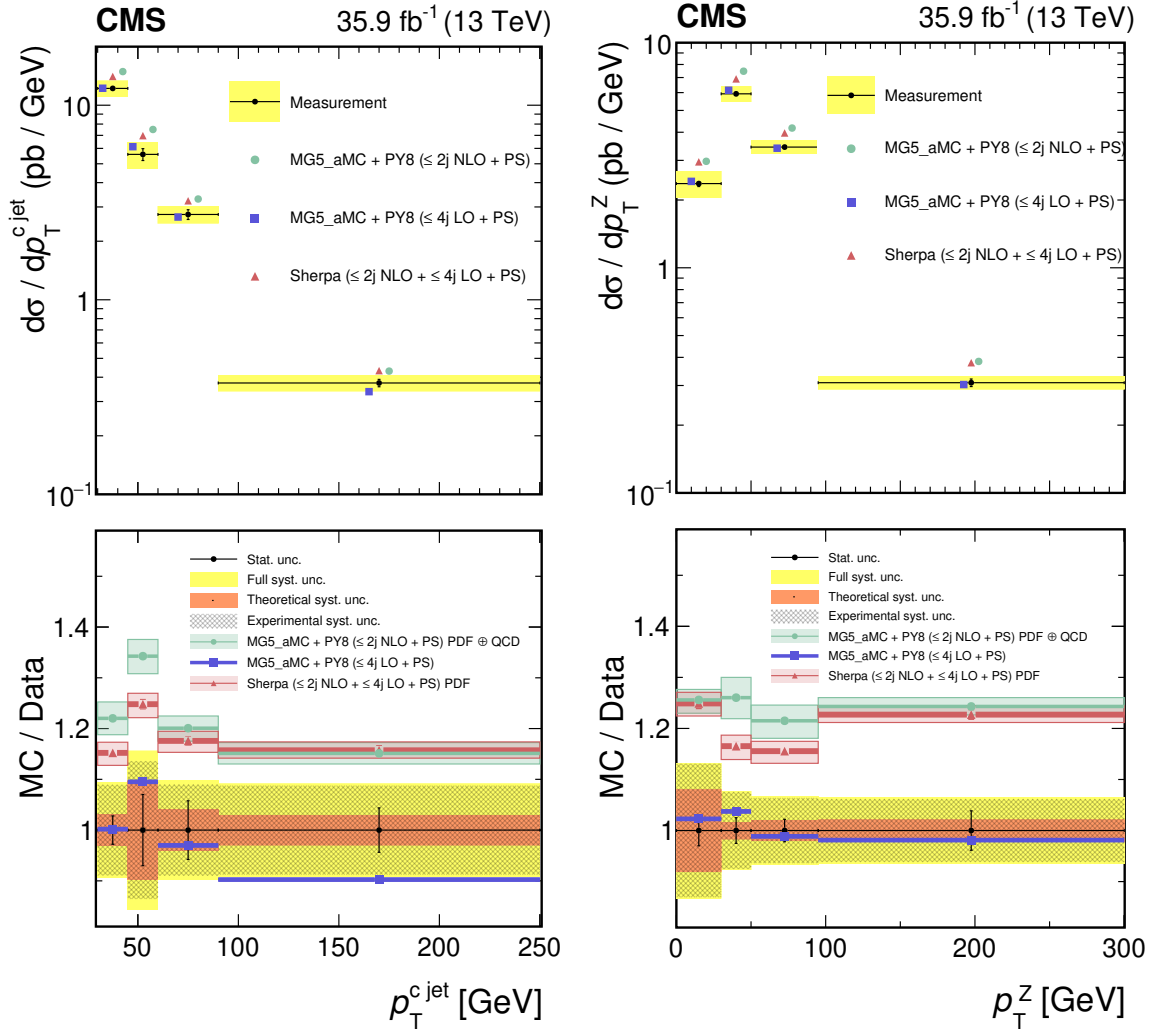 CMS 35.9 fb⁻¹ (13 TeV)
dσ / dp_T^{c jet} (pb / GeV)
10
1
10⁻¹
Measurement
MG5_aMC + PY8 (≤ 2j NLO + PS)
MG5_aMC + PY8 (≤ 4j LO + PS)
Sherpa (≤ 2j NLO + ≤ 4j LO + PS)
MC / Data
1.4
1.2
1
Stat. unc.
Full syst. unc.
Theoretical syst. unc.
Experimental syst. unc.
MG5_aMC + PY8 (≤ 2j NLO + PS) PDF ⊕ QCD
MG5_aMC + PY8 (≤ 4j LO + PS)
Sherpa (≤ 2j NLO + ≤ 4j LO + PS) PDF
50 100 150 200 250
p_T^{c jet} [GeV]
CMS 35.9 fb⁻¹ (13 TeV)
dσ / dp_T^Z (pb / GeV)
10
1
10⁻¹
Measurement
MG5_aMC + PY8 (≤ 2j NLO + PS)
MG5_aMC + PY8 (≤ 4j LO + PS)
Sherpa (≤ 2j NLO + ≤ 4j LO + PS)
MC / Data
1.4
1.2
1
Stat. unc.
Full syst. unc.
Theoretical syst. unc.
Experimental syst. unc.
MG5_aMC + PY8 (≤ 2j NLO + PS) PDF ⊕ QCD
MG5_aMC + PY8 (≤ 4j LO + PS)
Sherpa (≤ 2j NLO + ≤ 4j LO + PS) PDF
0 100 200 300
p_T^Z [GeV]